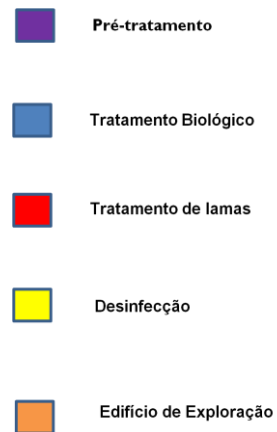 Pré-tratamento
Tratamento Biológico
Tratamento de lamas
Desinfecção
Edifício de Exploração